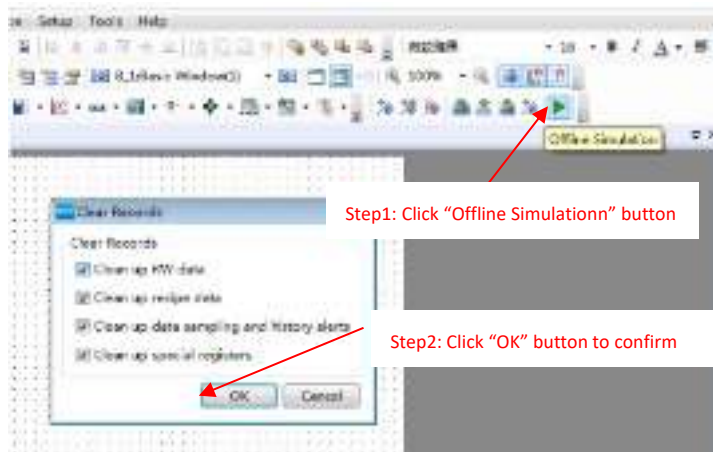 Setup Tools Help
100%
Offline Simulation
Step1: Click “Offline Simulationn” button
Clear Records
Clear Records
Clean up RW data
Clean up recipe data
Clean up data sampling and history alerts
Clean up special registers
Step2: Click “OK” button to confirm
OK Cancel